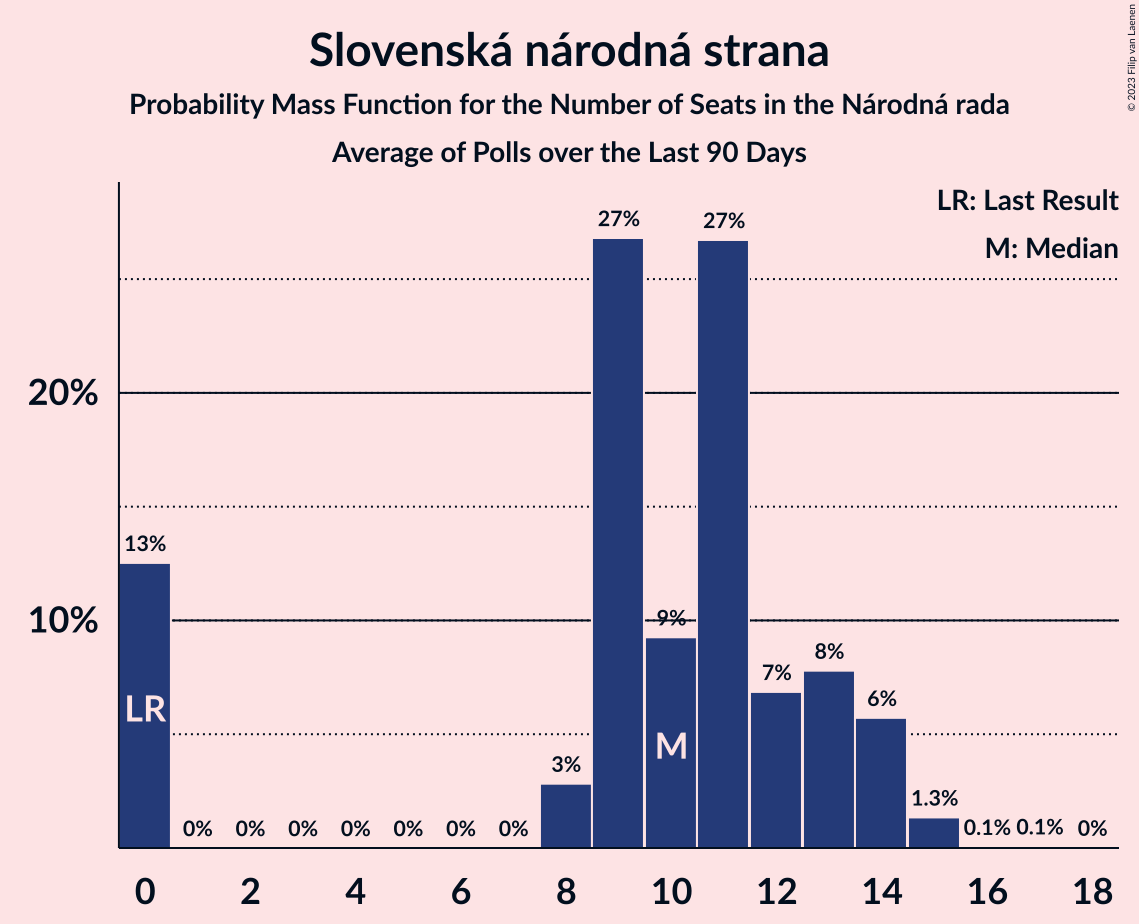 Slovenská národná strana
Probability Mass Function for the Number of Seats in the Národná rada
Average of Polls over the Last 90 Days
© 2023 Filip van Laenen
LR: Last Result
M: Median
27% 27%
20%
13%
10%
9%
8%
7%
6%
LR
M
3%
1.3%
0% 0% 0% 0% 0% 0% 0% 0.1% 0.1% 0%
0 2 4 6 8 10 12 14 16 18